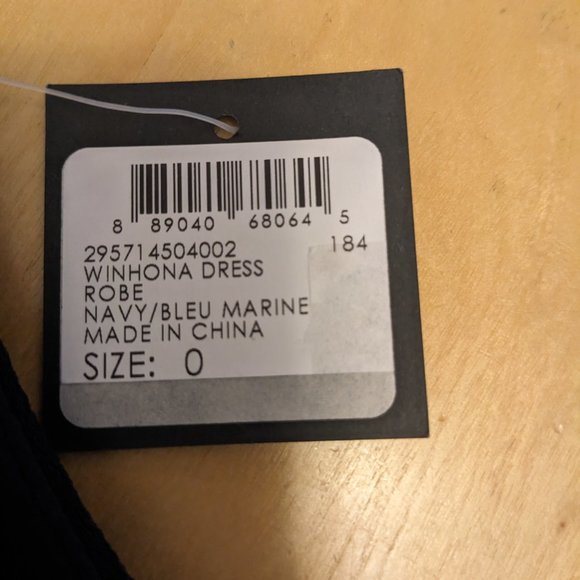 8 89040 68064 5
295714504002 184
WINHONA DRESS
ROBE
NAVY/BLEU MARINE
MADE IN CHINA
SIZE: 0